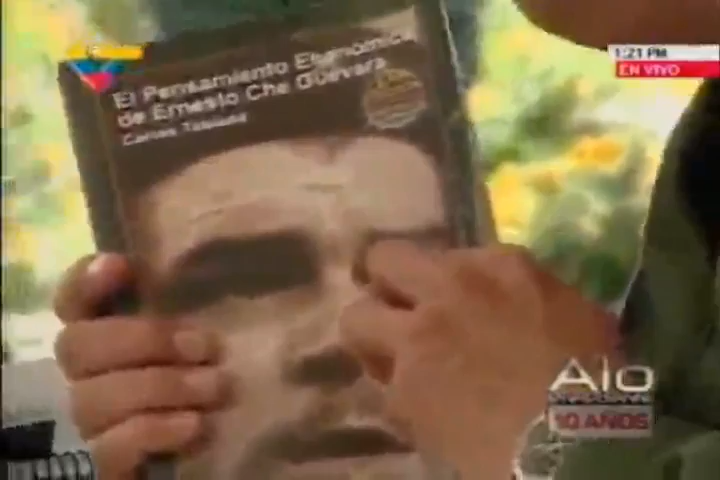 El Pensamiento Económico
de Ernesto Che Guevara
Carlos Tablada
1:21 PM
EN VIVO
Alo
10 AÑOS